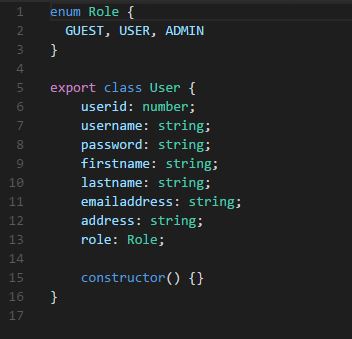 1 enum Role {
2   GUEST, USER, ADMIN
3 }
4
5 export class User {
6     userid: number;
7     username: string;
8     password: string;
9     firstname: string;
10     lastname: string;
11     emailaddress: string;
12     address: string;
13     role: Role;
14
15     constructor() {}
16 }
17